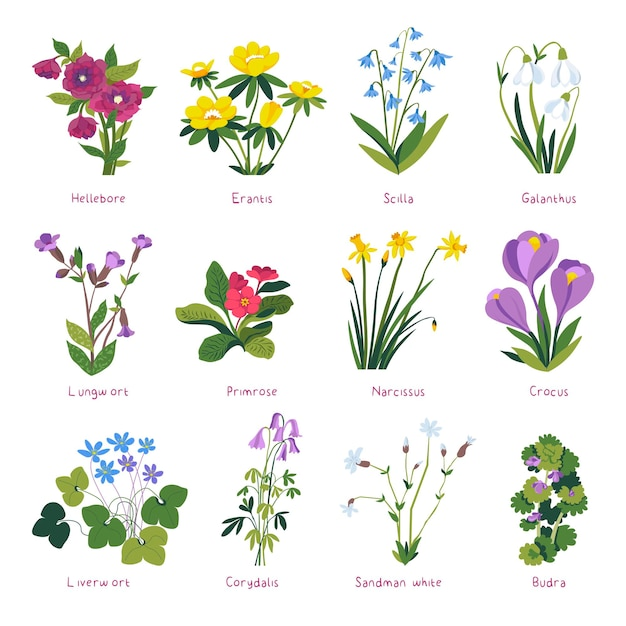 Hellebore Erantis Scilla Galanthus
Lungwort Primrose Narcissus Crocus
Liverwort Corydalis Sandman white Budra